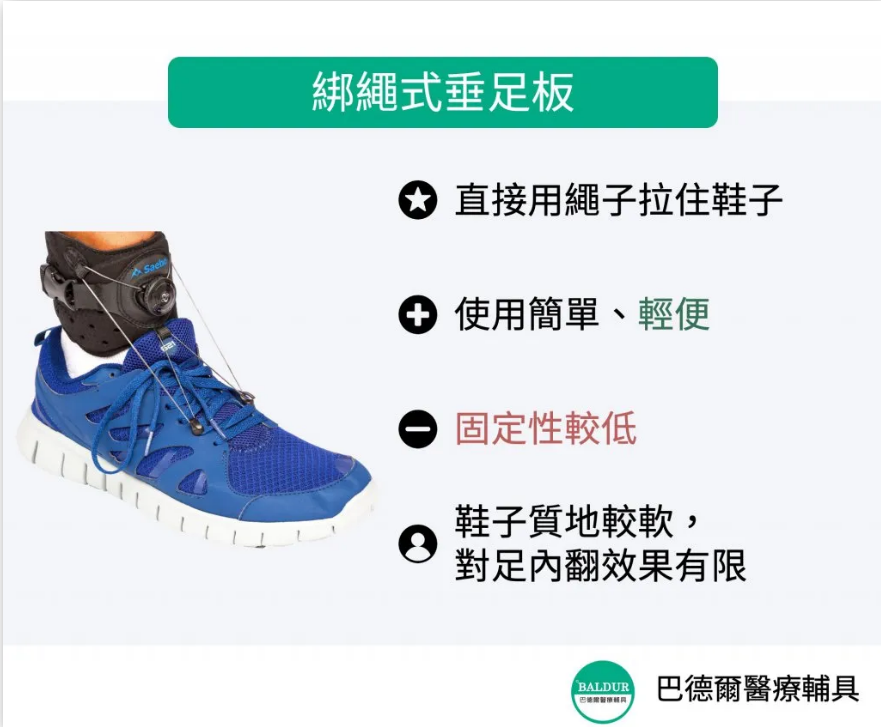 綁繩式垂足板
直接用繩子拉住鞋子
使用簡單、輕便
固定性較低
鞋子質地較軟，
對足內翻效果有限
Saebo
BALDUR
巴德爾醫療輔具
巴德爾醫療輔具